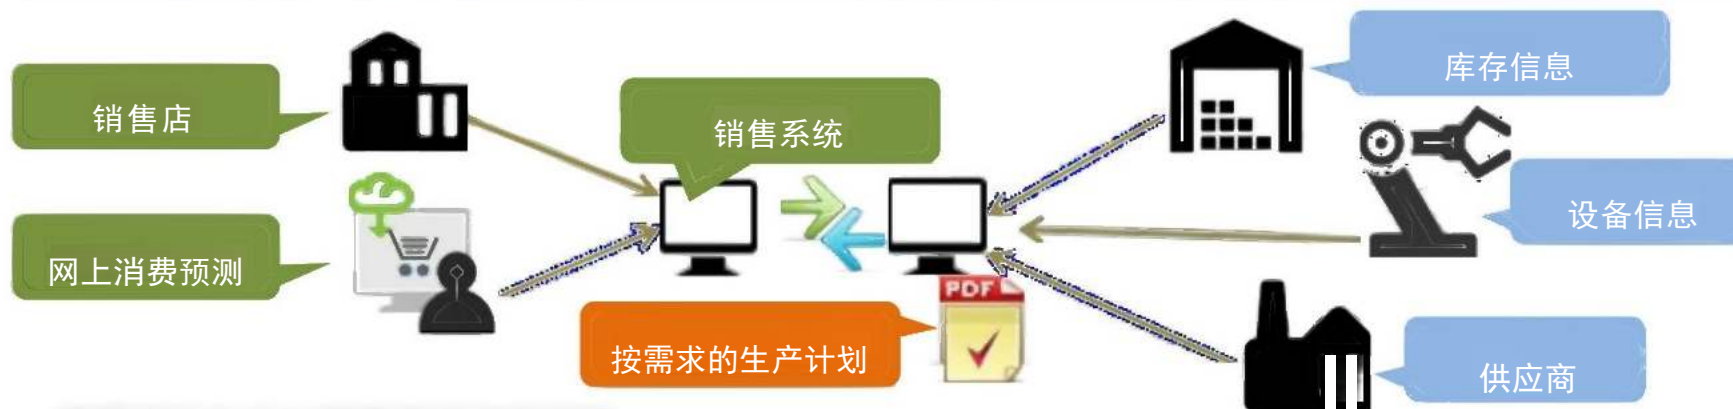 销售店
网上消费预测
销售系统
按需求的生产计划
PDF
库存信息
设备信息
供应商